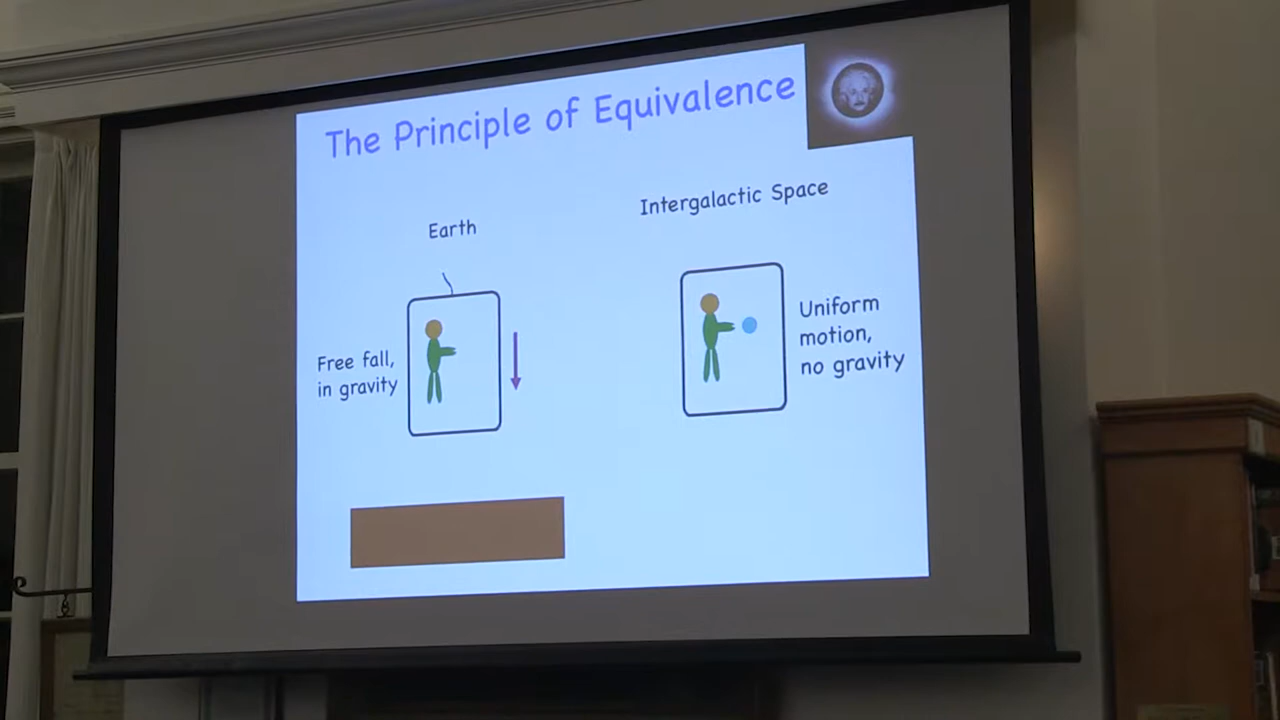 The Principle of Equivalence
Earth
Intergalactic Space
Free fall,
in gravity
Uniform
motion,
no gravity